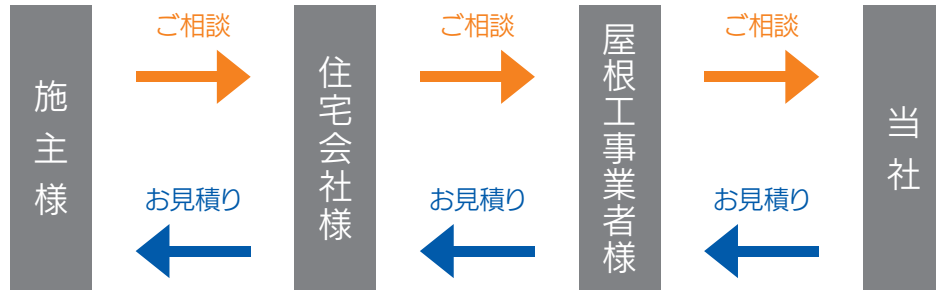 施主様
ご相談
お見積り
住宅会社様
ご相談
お見積り
屋根工事業者様
ご相談
お見積り
当社